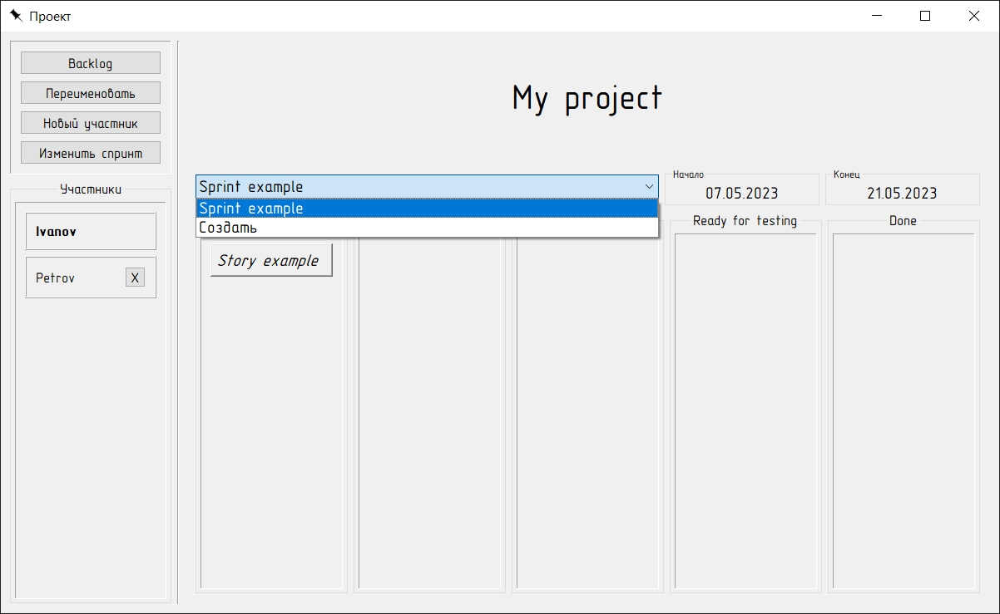 Проект
Backlog
Переименовать
Новый участник
Изменить спринт
Участники
Ivanov
Petrov X
My project
Sprint example
Sprint example
Создать
Начало
07.05.2023
Конец
21.05.2023
Story example
Ready for testing
Done